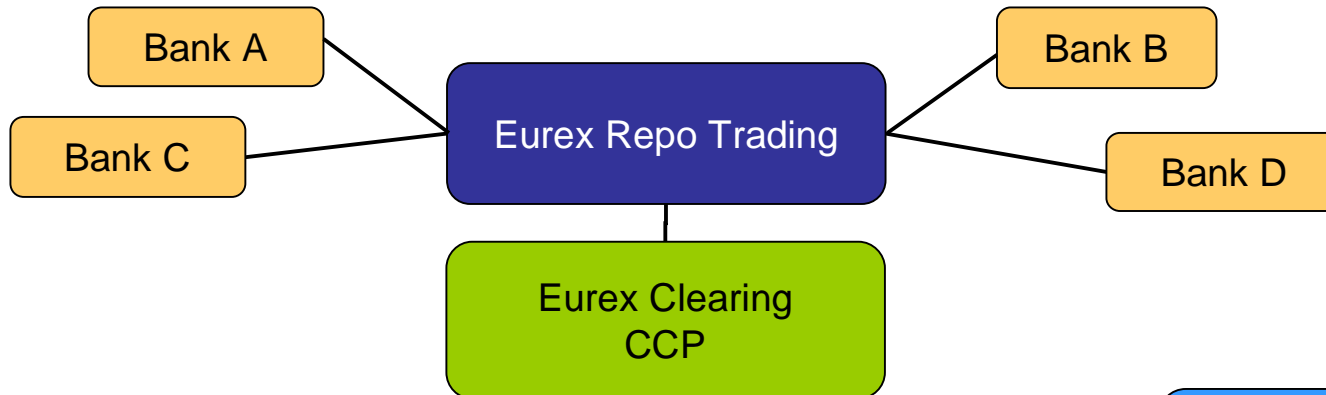 Bank A
Bank B
Eurex Repo Trading
Bank C
Bank D
Eurex Clearing
CCP